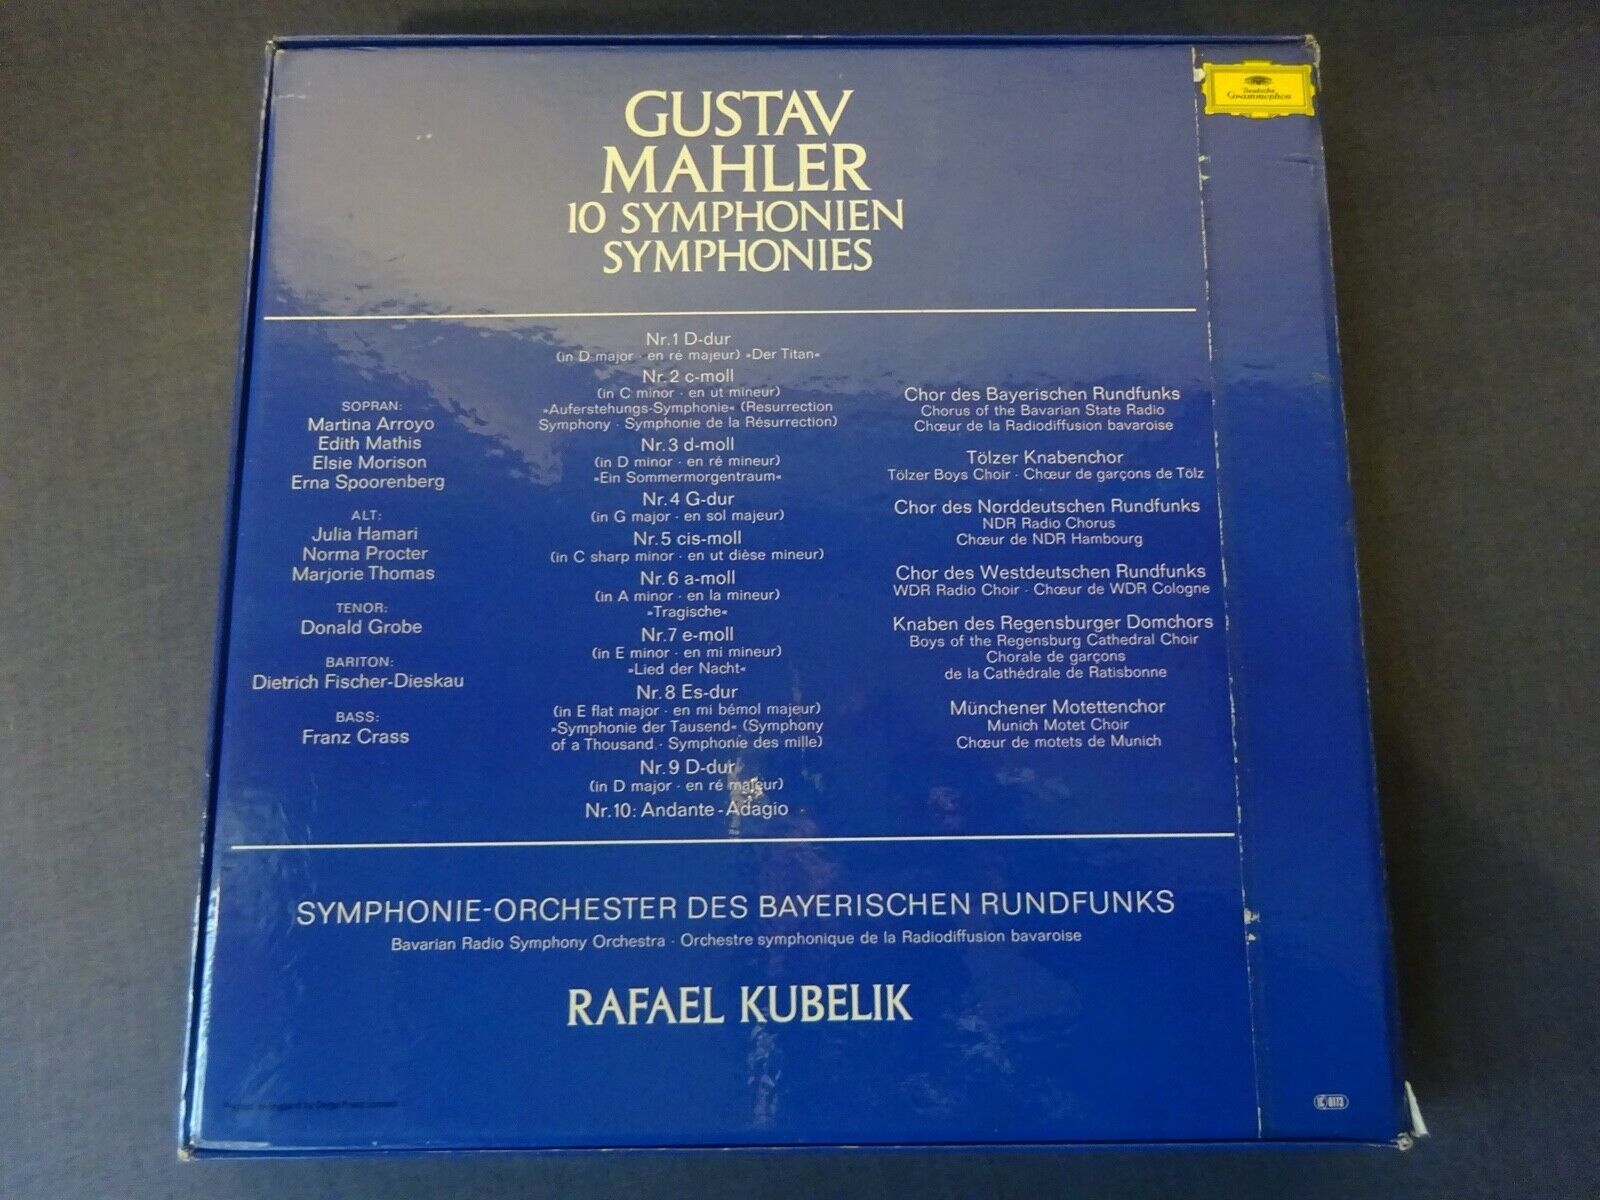 Deutsche
Grammophon
GUSTAV
MAHLER
10 SYMPHONIEN
SYMPHONIES
SOPRAN:
Martina Arroyo
Edith Mathis
Elsie Morison
Erna Spoorenberg
ALT:
Julia Hamari
Norma Procter
Marjorie Thomas
TENOR:
Donald Grobe
BARITON:
Dietrich Fischer-Dieskau
BASS:
Franz Crass
Nr. 1 D-dur
(in D major · en ré majeur) »Der Titan«
Nr. 2 c-moll
(in C minor · en ut mineur)
»Auferstehungs-Symphonie« (Resurrection
Symphony · Symphonie de la Résurrection)
Nr. 3 d-moll
(in D minor · en ré mineur)
»Ein Sommermorgentraum«
Nr. 4 G-dur
(in G major · en sol majeur)
Nr. 5 cis-moll
(in C sharp minor · en ut dièse mineur)
Nr. 6 a-moll
(in A minor · en la mineur)
»Tragische«
Nr. 7 e-moll
(in E minor · en mi mineur)
»Lied der Nacht«
Nr. 8 Es-dur
(in E flat major · en mi bémol majeur)
»Symphonie der Tausend« (Symphony
of a Thousand · Symphonie des mille)
Nr. 9 D-dur
(in D major · en ré majeur)
Nr. 10: Andante - Adagio
Chor des Bayerischen Rundfunks
Chorus of the Bavarian State Radio
Chœur de la Radiodiffusion bavaroise
Tölzer Knabenchor
Tölzer Boys Choir · Chœur de garçons de Tölz
Chor des Norddeutschen Rundfunks
NDR Radio Chorus
Chœur de NDR Hambourg
Chor des Westdeutschen Rundfunks
WDR Radio Choir · Chœur de WDR Cologne
Knaben des Regensburger Domchors
Boys of the Regensburg Cathedral Choir
Chorale de garçons
de la Cathédrale de Ratisbonne
Münchener Motettenchor
Munich Motet Choir
Chœur de motets de Munich
SYMPHONIE-ORCHESTER DES BAYERISCHEN RUNDFUNKS
Bavarian Radio Symphony Orchestra · Orchestre symphonique de la Radiodiffusion bavaroise
RAFAEL KUBELIK
0173